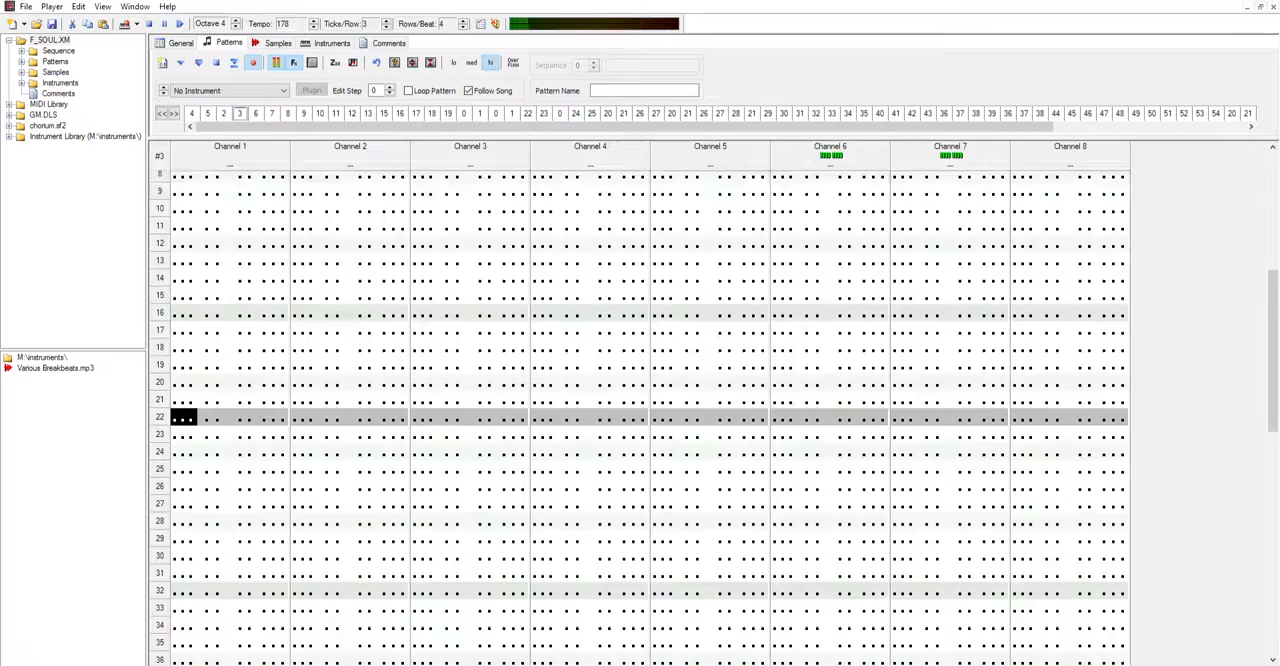 File Player Edit View Window Help
Octave 4 Tempo: 178 Ticks/Row: 3 Rows/Beat: 4
F_SOUL.XM
Sequence
Patterns
Samples
Instruments
Comments
MIDI Library
GM.DLS
chorium.sf2
Instrument Library (M:\instruments\)
M:\instruments\
Various Breakbeats.mp3
General Patterns Samples Instruments Comments
lo med hi Over Flow Sequence 0
No Instrument Plugin Edit Step 0 Loop Pattern Follow Song Pattern Name
<< >> 4 5 2 3 6 7 8 9 10 11 12 13 14 15 16 17 18 19 0 1 0 1 22 23 0 24 25 20 21 26 27 20 21 28 29 30 31 32 33 34 35 40 41 42 43 36 37 38 39 36 37 38 44 45 46 47 48 49 50 51 52 53 54 20 21
#3 Channel 1 Channel 2 Channel 3 Channel 4 Channel 5 Channel 6 Channel 7 Channel 8
8
9
10
11
12
13
14
15
16
17
18
19
20
21
22
23
24
25
26
27
28
29
30
31
32
33
34
35
36